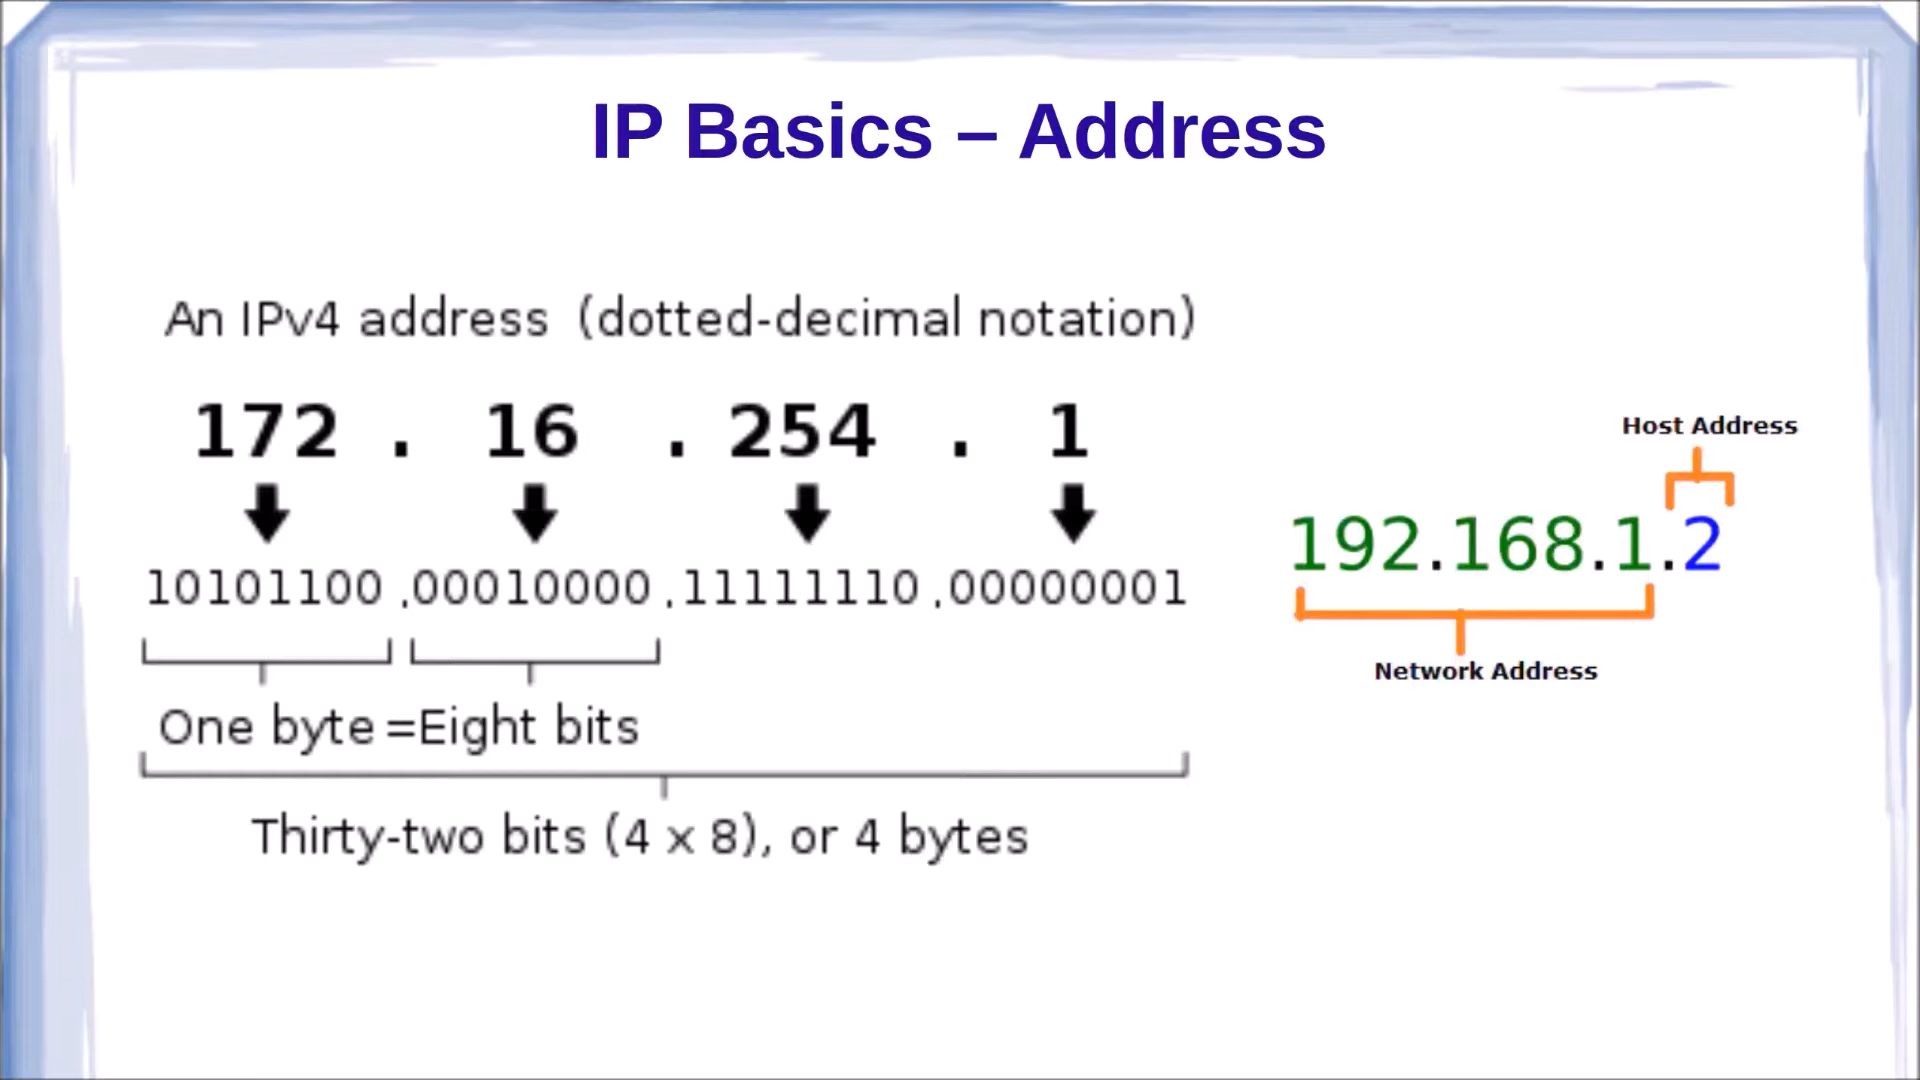 IP Basics – Address
An IPv4 address (dotted-decimal notation)
172 . 16 . 254 . 1
10101100 .00010000 .11111110 .00000001
One byte =Eight bits
Thirty-two bits (4 x 8), or 4 bytes
Host Address
192.168.1.2
Network Address